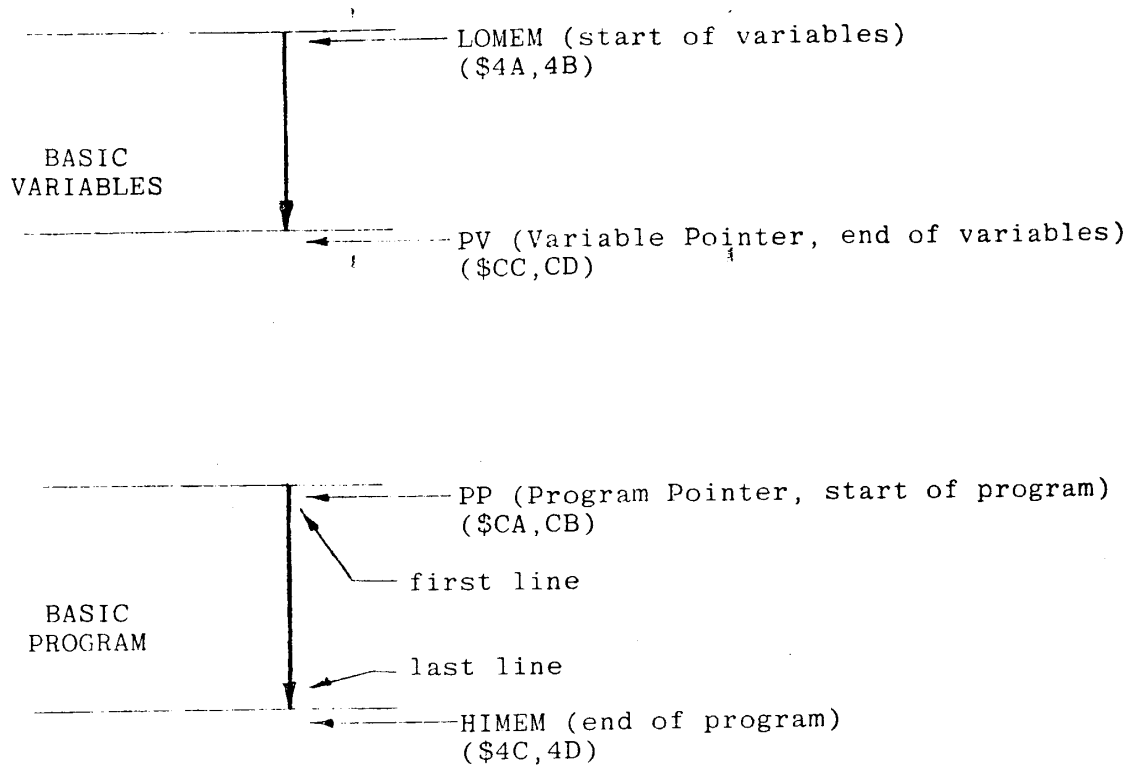 LOMEM (start of variables)
($4A,4B)
BASIC
VARIABLES
PV (Variable Pointer, end of variables)
($CC,CD)
PP (Program Pointer, start of program)
($CA,CB)
first line
BASIC
PROGRAM
last line
HIMEM (end of program)
($4C,4D)